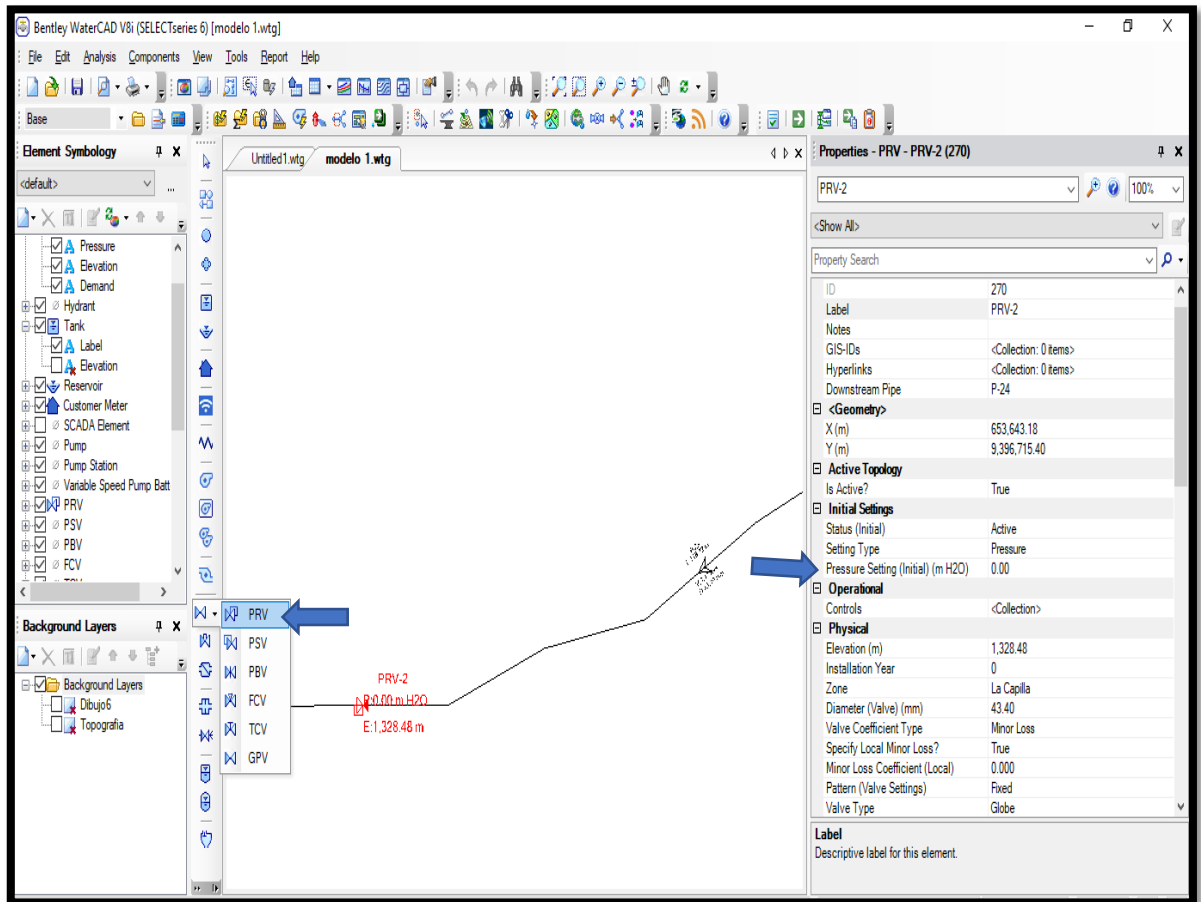 Bentley WaterCAD V8i (SELECTseries 6) [modelo 1.wtg]
File Edit Analysis Components View Tools Report Help
Base
Element Symbology
<default>
...
Pressure
Elevation
Demand
Hydrant
Tank
Label
Elevation
Reservoir
Customer Meter
SCADA Element
Pump
Pump Station
Variable Speed Pump Batt
PRV
PSV
PBV
FCV
Background Layers
Background Layers
Dibujo6
Topografia
PRV
PSV
PBV
FCV
TCV
GPV
Untitled1.wtg
modelo 1.wtg
PRV-2
P:0.00 m H2O
E:1,328.48 m
Properties - PRV - PRV-2 (270)
PRV-2 100%
<Show All>
Property Search
ID 270
Label PRV-2
Notes
GIS-IDs <Collection: 0 items>
Hyperlinks <Collection: 0 items>
Downstream Pipe P-24
<Geometry>
X (m) 653,643.18
Y (m) 9,396,715.40
Active Topology
Is Active? True
Initial Settings
Status (Initial) Active
Setting Type Pressure
Pressure Setting (Initial) (m H2O) 0.00
Operational
Controls <Collection>
Physical
Elevation (m) 1,328.48
Installation Year 0
Zone La Capilla
Diameter (Valve) (mm) 43.40
Valve Coefficient Type Minor Loss
Specify Local Minor Loss? True
Minor Loss Coefficient (Local) 0.000
Pattern (Valve Settings) Fixed
Valve Type Globe
Label
Descriptive label for this element.